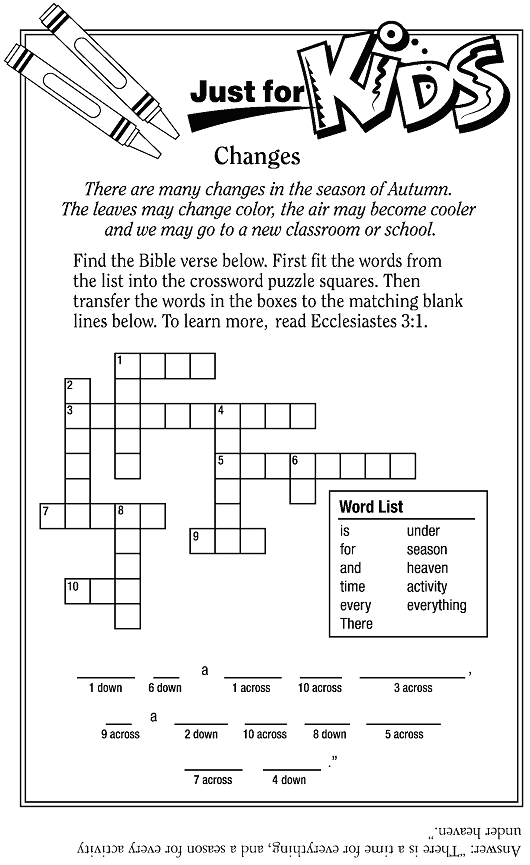 Just for KiDS
Changes
There are many changes in the season of Autumn.
The leaves may change color, the air may become cooler
and we may go to a new classroom or school.
Find the Bible verse below. First fit the words from
the list into the crossword puzzle squares. Then
transfer the words in the boxes to the matching blank
lines below. To learn more, read Ecclesiastes 3:1.
1
2
3 4
5 6
7 8
9
10
Word List
is under
for season
and heaven
time activity
every everything
There
a ,
1 down 6 down 1 across 10 across 3 across
a
9 across 2 down 10 across 8 down 5 across
."
7 across 4 down
Answer: "There is a time for everything, and a season for every activity
under heaven."